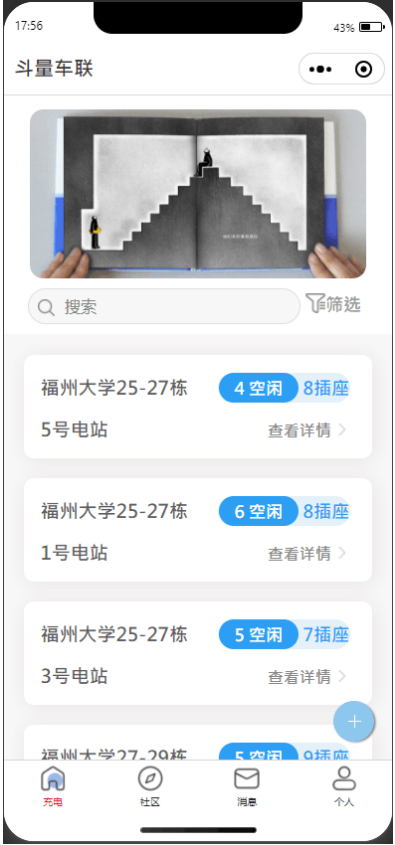 17:56
43%
斗量车联
搜索
筛选
福州大学25-27栋
4 空闲 8插座
5号电站
查看详情
福州大学25-27栋
6 空闲 8插座
1号电站
查看详情
福州大学25-27栋
5 空闲 7插座
3号电站
查看详情
福州大学27-29栋
5 空闲 9插座
充电
社区
消息
个人